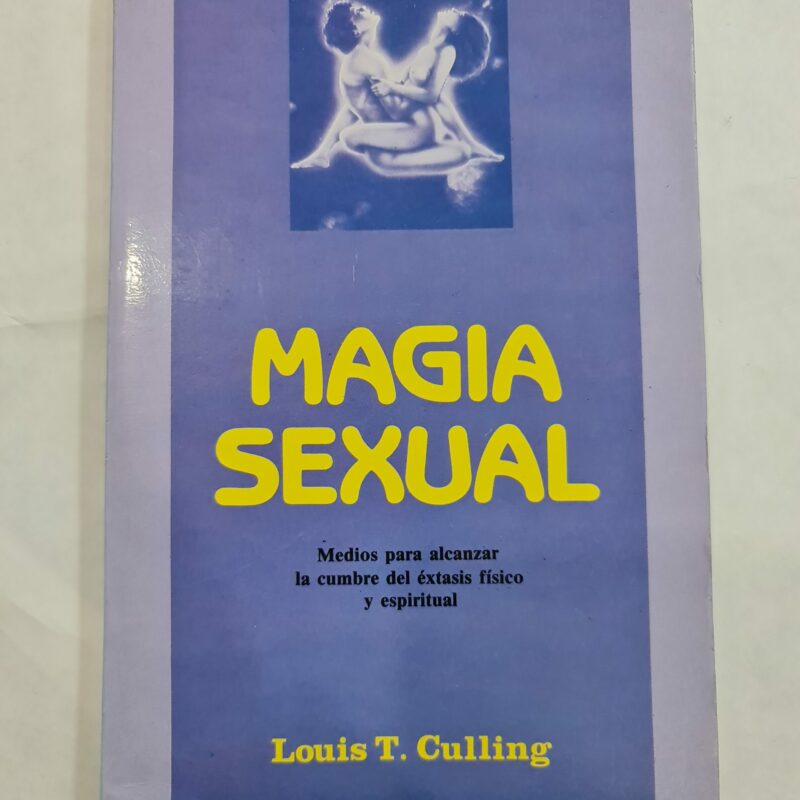 MAGIA
SEXUAL
Medios para alcanzar
la cumbre del éxtasis físico
y espiritual
Louis T. Culling